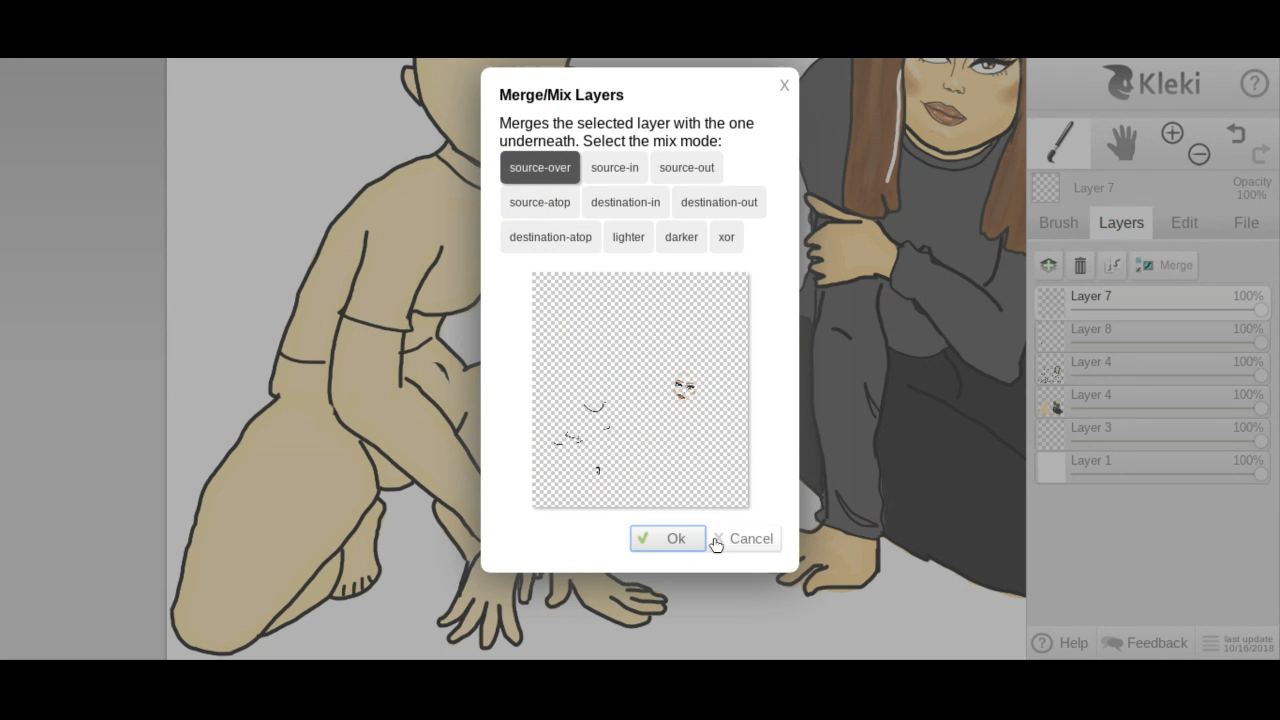 X
Merge/Mix Layers
Merges the selected layer with the one
underneath. Select the mix mode:
source-over source-in source-out
source-atop destination-in destination-out
destination-atop lighter darker xor
Ok X Cancel
Kleki ?
Layer 7 Opacity
100%
Brush Layers Edit File
Merge
Layer 7 100%
Layer 8 100%
Layer 4 100%
Layer 4 100%
Layer 3 100%
Layer 1 100%
? Help Feedback last update
10/16/2018